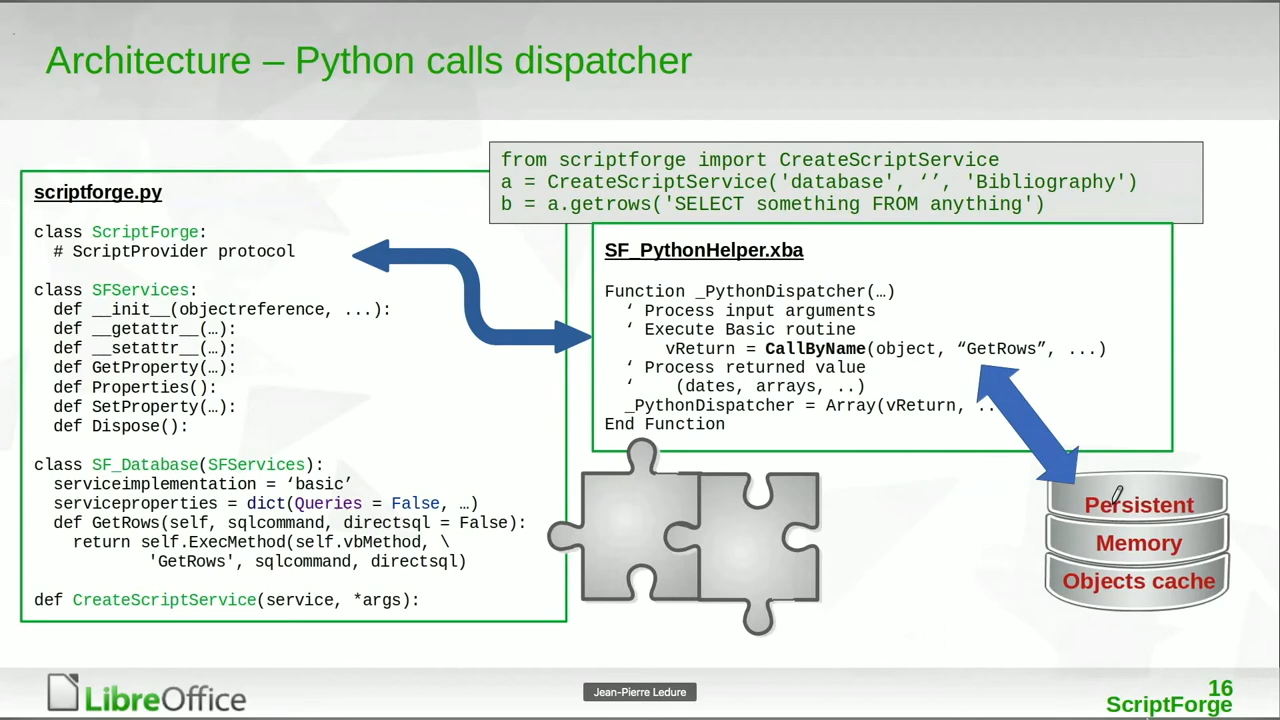 Architecture – Python calls dispatcher
from scriptforge import CreateScriptService
a = CreateScriptService('database', ‘’, 'Bibliography')
b = a.getrows('SELECT something FROM anything')
scriptforge.py
class ScriptForge:
# ScriptProvider protocol
class SFServices:
def __init__(objectreference, ...):
def __getattr__(…):
def __setattr__(…):
def GetProperty(…):
def Properties():
def SetProperty(…):
def Dispose():
class SF_Database(SFServices):
serviceimplementation = ‘basic’
serviceproperties = dict(Queries = False, …)
def GetRows(self, sqlcommand, directsql = False):
return self.ExecMethod(self.vbMethod, \
'GetRows', sqlcommand, directsql)
def CreateScriptService(service, *args):
SF_PythonHelper.xba
Function _PythonDispatcher(…)
‘ Process input arguments
‘ Execute Basic routine
vReturn = CallByName(object, “GetRows”, ...)
‘ Process returned value
‘ (dates, arrays, ..)
_PythonDispatcher = Array(vReturn, ..
End Function
Persistent
Memory
Objects cache
LibreOffice
Jean-Pierre Ledure
16
ScriptForge